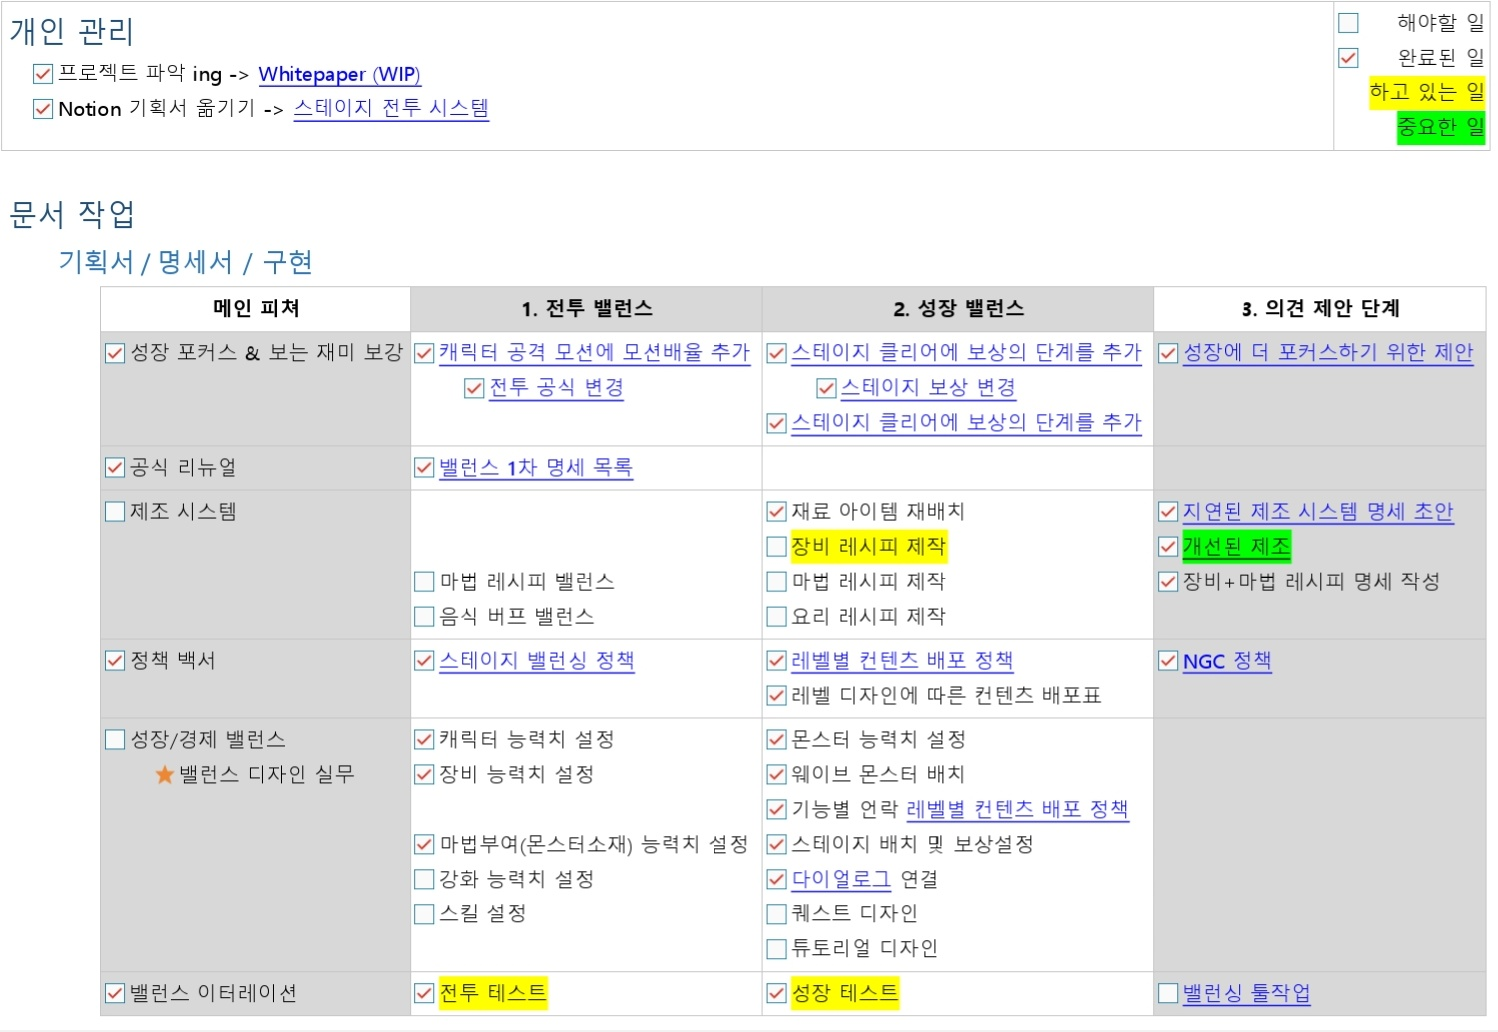 개인 관리
프로젝트 파악 ing -> Whitepaper (WIP)
Notion 기획서 옮기기 -> 스테이지 전투 시스템
해야할 일
완료된 일
하고 있는 일
중요한 일
문서 작업
기획서 / 명세서 / 구현
메인 피쳐
1. 전투 밸런스
2. 성장 밸런스
3. 의견 제안 단계
성장 포커스 & 보는 재미 보강
캐릭터 공격 모션에 모션배율 추가
전투 공식 변경
스테이지 클리어에 보상의 단계를 추가
스테이지 보상 변경
스테이지 클리어에 보상의 단계를 추가
성장에 더 포커스하기 위한 제안
공식 리뉴얼
밸런스 1차 명세 목록
제조 시스템
마법 레시피 밸런스
음식 버프 밸런스
재료 아이템 재배치
장비 레시피 제작
마법 레시피 제작
요리 레시피 제작
지연된 제조 시스템 명세 초안
개선된 제조
장비+마법 레시피 명세 작성
정책 백서
스테이지 밸런싱 정책
레벨별 컨텐츠 배포 정책
레벨 디자인에 따른 컨텐츠 배포표
NGC 정책
성장/경제 밸런스
밸런스 디자인 실무
캐릭터 능력치 설정
장비 능력치 설정
마법부여(몬스터소재) 능력치 설정
강화 능력치 설정
스킬 설정
몬스터 능력치 설정
웨이브 몬스터 배치
기능별 언락 레벨별 컨텐츠 배포 정책
스테이지 배치 및 보상설정
다이얼로그 연결
퀘스트 디자인
튜토리얼 디자인
밸런스 이터레이션
전투 테스트
성장 테스트
밸런싱 툴작업